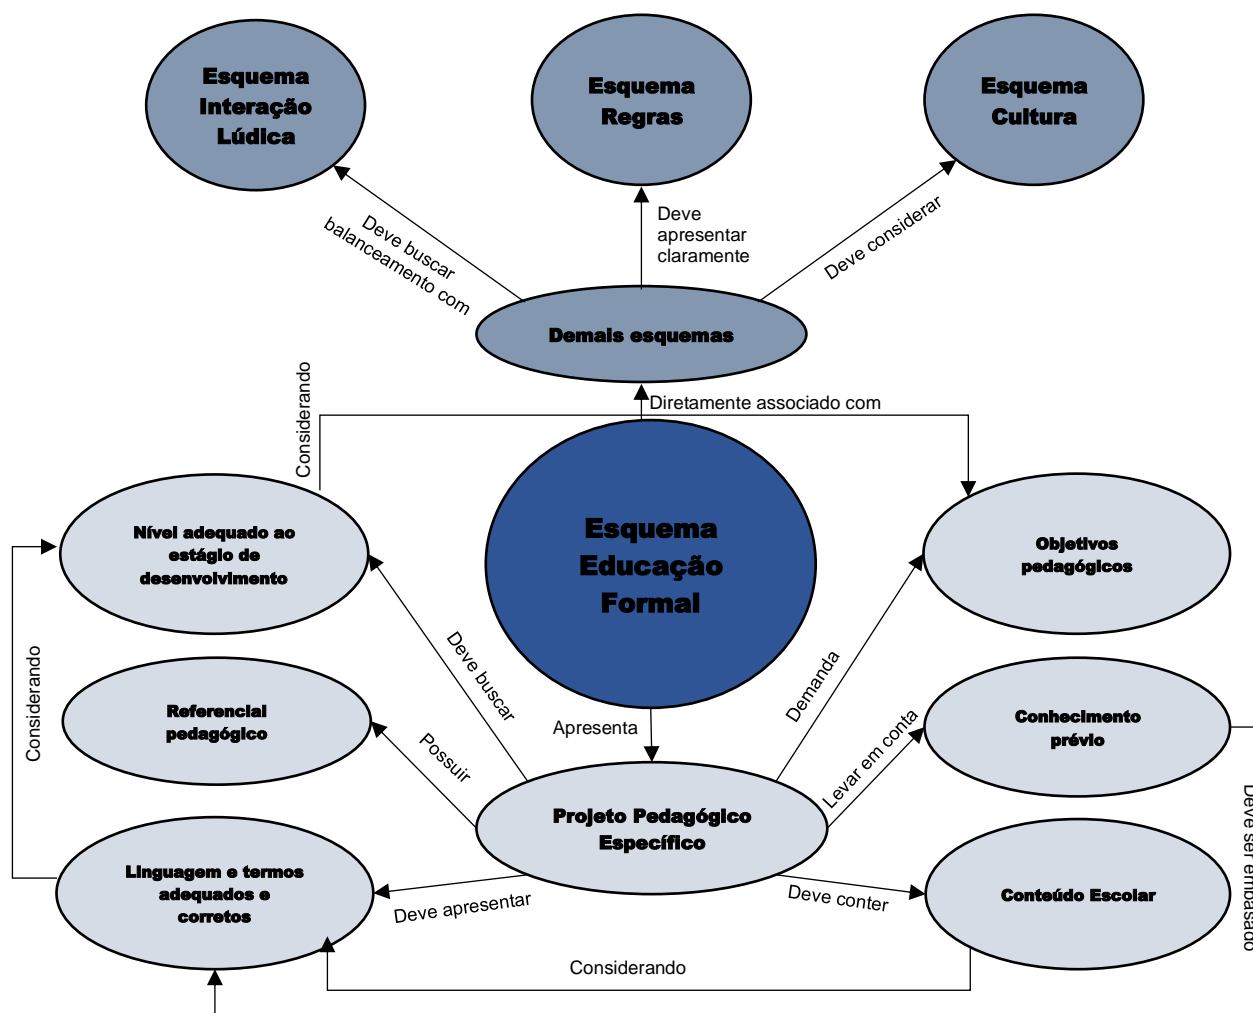 Esquema
Interação
Lúdica
Esquema
Regras
Esquema
Cultura
Deve buscar
balanceamento com
Deve
apresentar
claramente
Deve considerar
Demais esquemas
Considerando
Diretamente associado com
Esquema
Educação
Formal
Nível adequado ao
estágio de
desenvolvimento
Objetivos
pedagógicos
Considerando
Deve buscar
Demanda
Referencial
pedagógico
Apresenta
Conhecimento
prévio
Possuir
Levar em conta
Projeto Pedagógico
Específico
Deve ser embasado
Linguagem e termos
adequados e
corretos
Deve apresentar
Deve conter
Conteúdo Escolar
Considerando